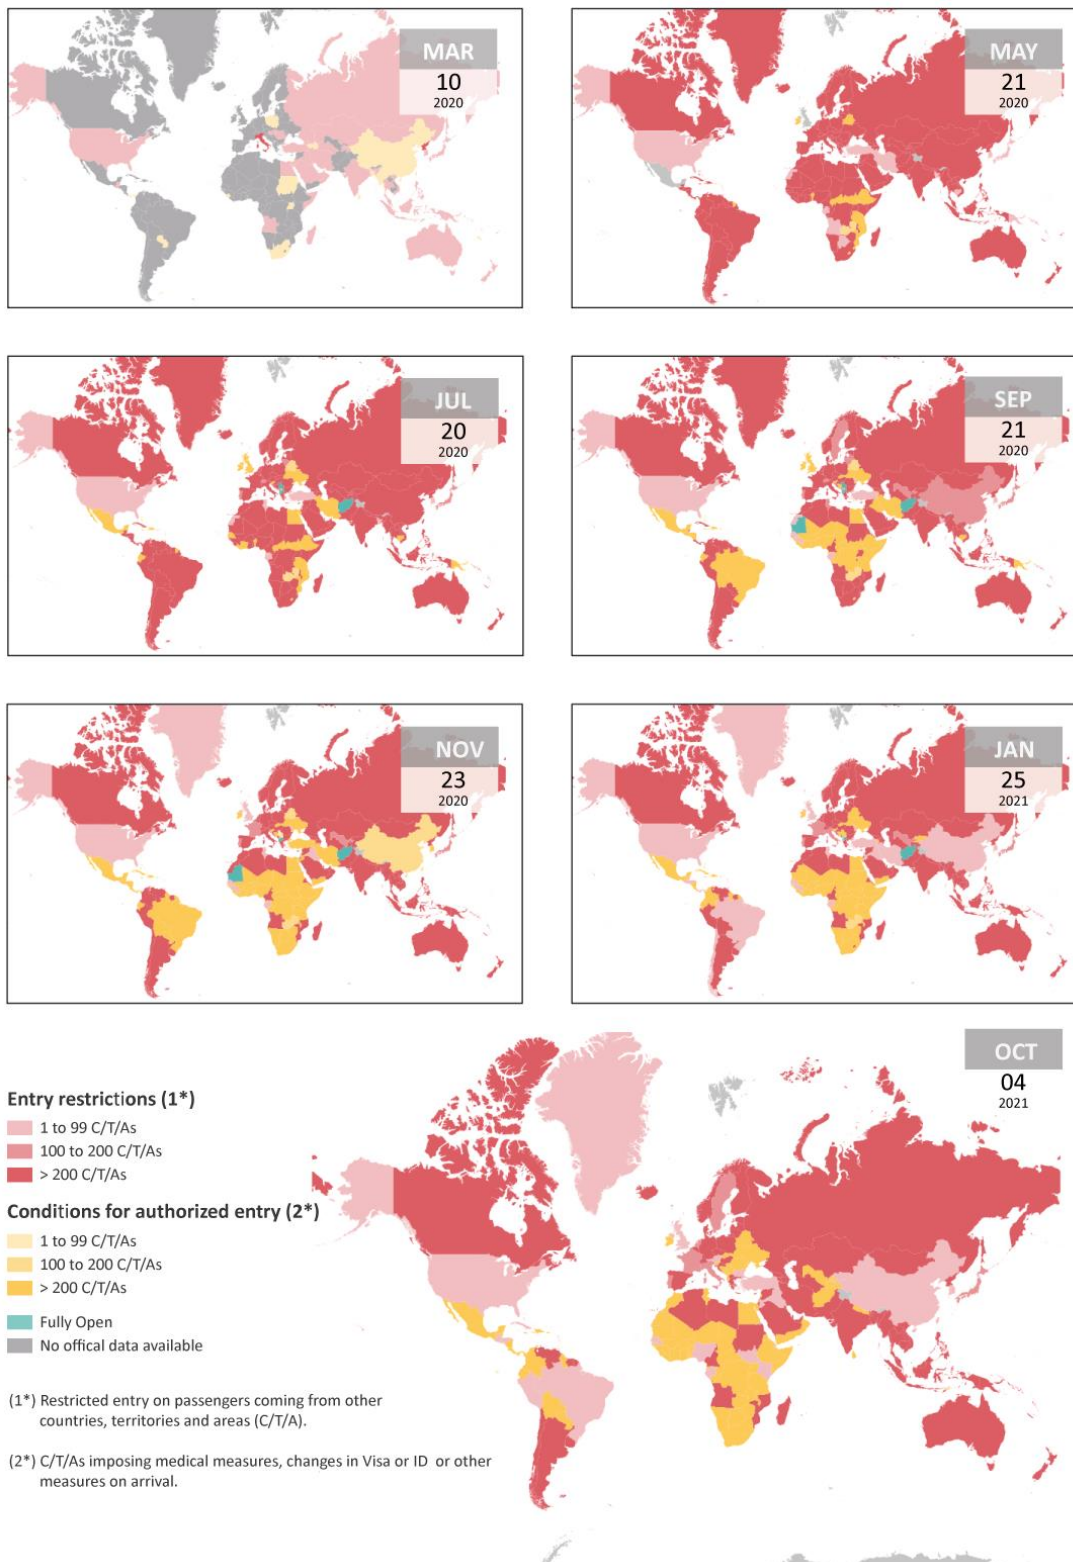 MAR
10
2020
MAY
21
2020
JUL
20
2020
SEP
21
2020
NOV
23
2020
JAN
25
2021
OCT
04
2021
Entry restrictions (1*)
1 to 99 C/T/As
100 to 200 C/T/As
> 200 C/T/As
Conditions for authorized entry (2*)
1 to 99 C/T/As
100 to 200 C/T/As
> 200 C/T/As
Fully Open
No offical data available
(1*) Restricted entry on passengers coming from other
countries, territories and areas (C/T/A).
(2*) C/T/As imposing medical measures, changes in Visa or ID or other
measures on arrival.